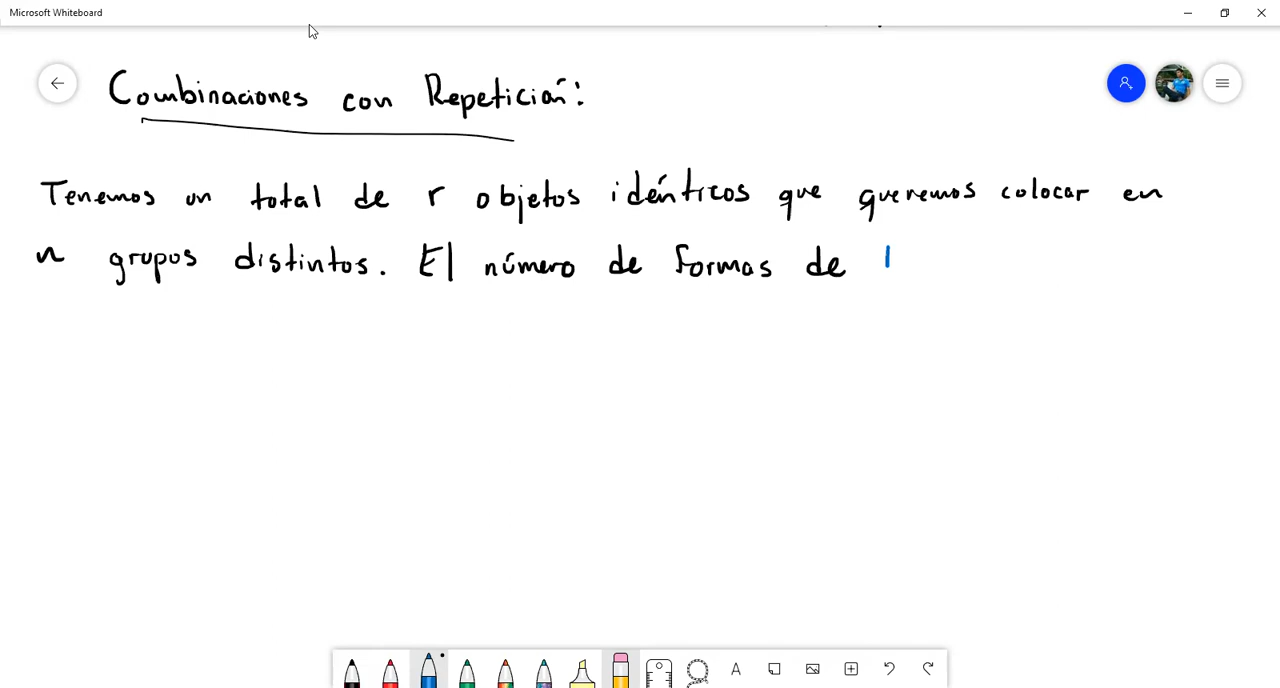 Microsoft Whiteboard
Combinaciones con Repetición:
Tenemos un total de r objetos idénticos que queremos colocar en
n grupos distintos. El número de formas de